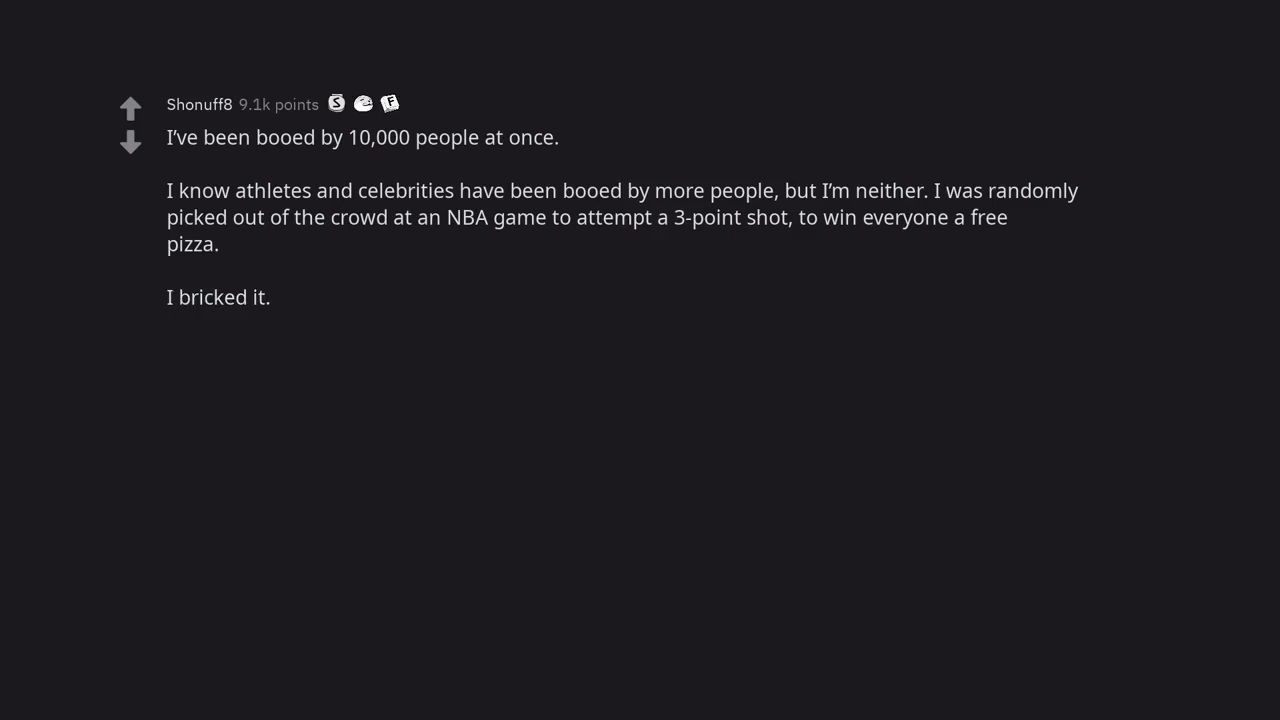 Shonuff8 9.1k points S F
I’ve been booed by 10,000 people at once.
I know athletes and celebrities have been booed by more people, but I’m neither. I was randomly
picked out of the crowd at an NBA game to attempt a 3-point shot, to win everyone a free
pizza.
I bricked it.